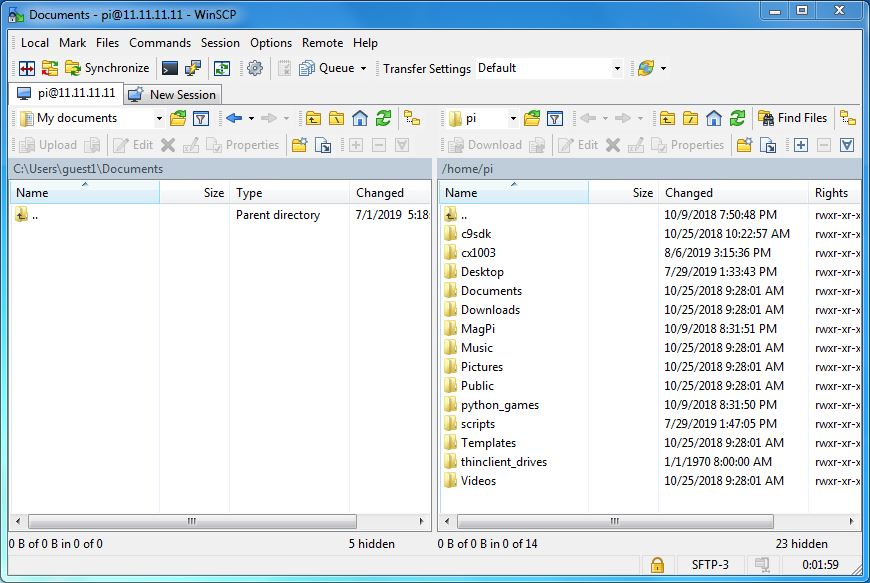 Documents - pi@11.11.11.11 - WinSCP
Local Mark Files Commands Session Options Remote Help
Synchronize Queue Transfer Settings Default
pi@11.11.11.11 New Session
My documents pi Find Files
Upload Edit Properties Download Edit Properties
C:\Users\guest1\Documents /home/pi
Name Size Type Changed Name Size Changed Rights
.. Parent directory 7/1/2019 5:18: .. 10/9/2018 7:50:48 PM rwxr-xr-x
c9sdk 10/25/2018 10:22:57 AM rwxr-xr-x
cx1003 8/6/2019 3:15:36 PM rwxr-xr-x
Desktop 7/29/2019 1:33:43 PM rwxr-xr-x
Documents 10/25/2018 9:28:01 AM rwxr-xr-x
Downloads 10/25/2018 9:28:01 AM rwxr-xr-x
MagPi 10/9/2018 8:31:51 PM rwxr-xr-x
Music 10/25/2018 9:28:01 AM rwxr-xr-x
Pictures 10/25/2018 9:28:01 AM rwxr-xr-x
Public 10/25/2018 9:28:01 AM rwxr-xr-x
python_games 10/9/2018 8:31:50 PM rwxr-xr-x
scripts 7/29/2019 1:47:05 PM rwxr-xr-x
Templates 10/25/2018 9:28:01 AM rwxr-xr-x
thinclient_drives 1/1/1970 8:00:00 AM rwxr-xr-x
Videos 10/25/2018 9:28:01 AM rwxr-xr-x
0 B of 0 B in 0 of 0 5 hidden 0 B of 0 B in 0 of 14 23 hidden
SFTP-3 0:01:59